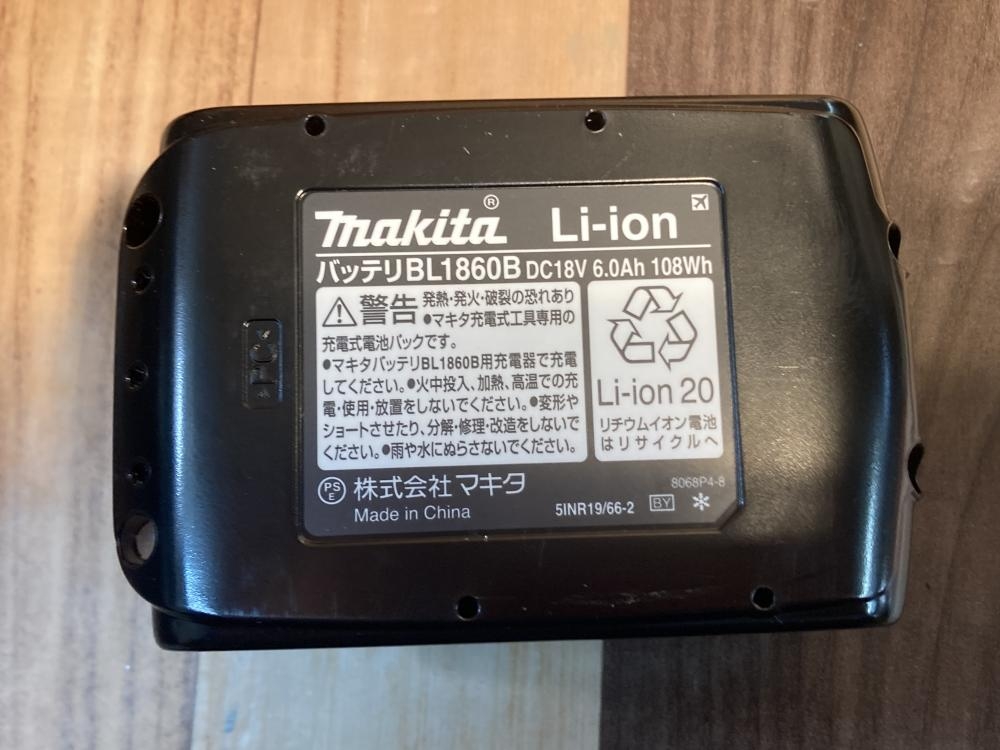 makita® Li-ion
バッテリBL1860B DC18V 6.0Ah 108Wh
警告 発熱・発火・破裂の恐れあり
●マキタ充電式工具専用の
充電式電池パックです。
●マキタバッテリBL1860B用充電器で充電
してください。●火中投入、加熱、高温での充
電・使用・放置をしないでください。●変形や
ショートさせたり、分解・修理・改造をしないで
ください。●雨や水にぬらさないでください。
Li-ion 20
リチウムイオン電池
はリサイクルへ
PSE 株式会社マキタ
8068P4-8
Made in China
5INR19/66-2 BY *